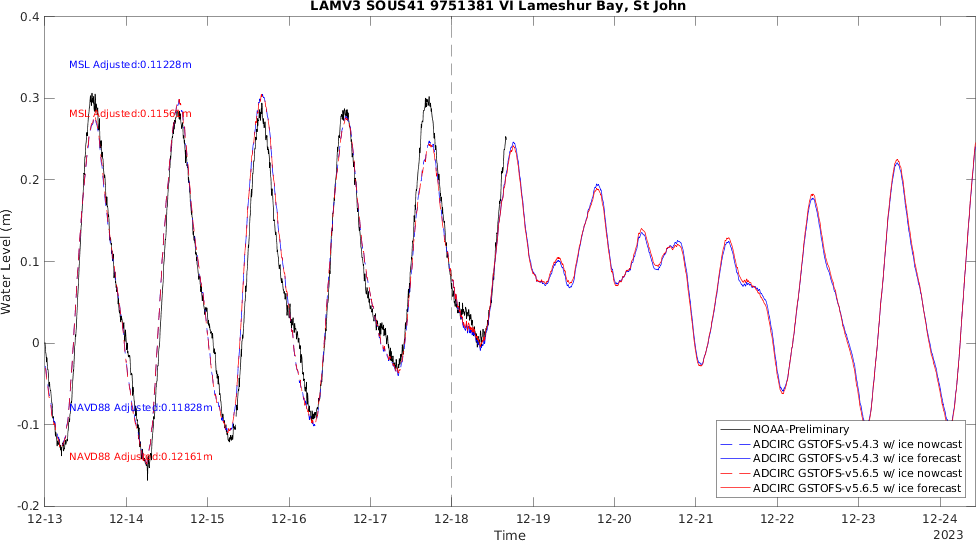 LAMV3 SOUS41 9751381 VI Lameshur Bay, St John
0.4
0.3
0.2
0.1
0
-0.1
-0.2
Water Level (m)
MSL Adjusted:0.11228m
MSL Adjusted:0.1156 m
NAVD88 Adjusted:0.11828m
NAVD88 Adjusted:0.12161m
NOAA-Preliminary
ADCIRC GSTOFS-v5.4.3 w/ ice nowcast
ADCIRC GSTOFS-v5.4.3 w/ ice forecast
ADCIRC GSTOFS-v5.6.5 w/ ice nowcast
ADCIRC GSTOFS-v5.6.5 w/ ice forecast
12-13 12-14 12-15 12-16 12-17 12-18 12-19 12-20 12-21 12-22 12-23 12-24
Time
2023